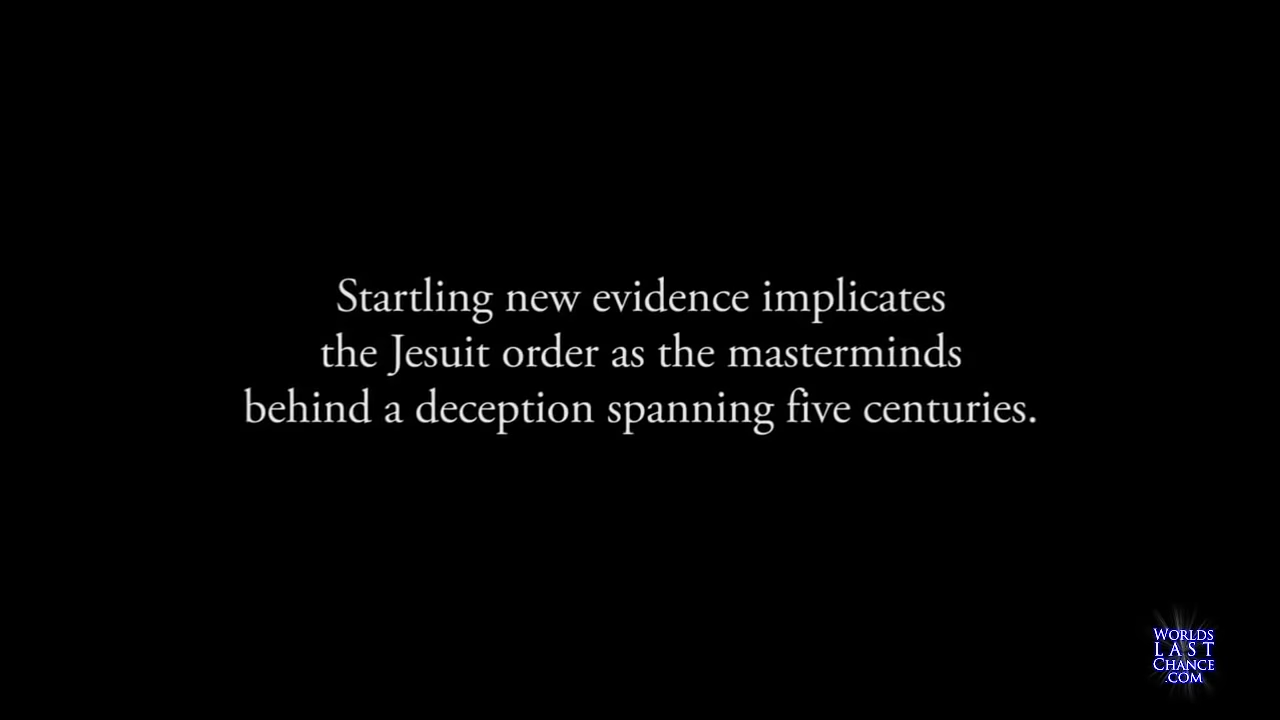 Startling new evidence implicates
the Jesuit order as the masterminds
behind a deception spanning five centuries.
WORLDS
LAST
CHANCE
.COM